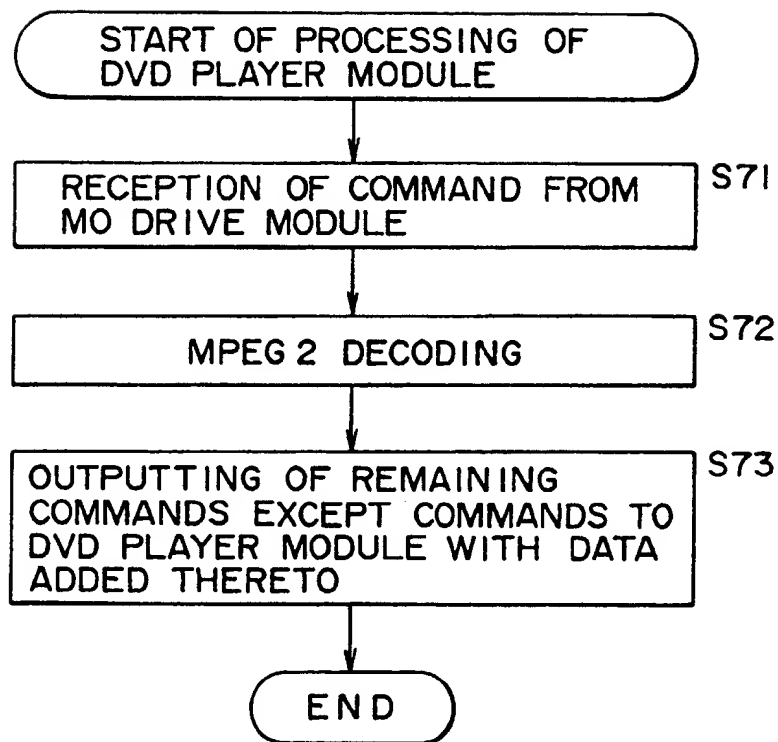 START OF PROCESSING OF
DVD PLAYER MODULE
RECEPTION OF COMMAND FROM
MO DRIVE MODULE
S71
MPEG 2 DECODING
S72
OUTPUTTING OF REMAINING
COMMANDS EXCEPT COMMANDS TO
DVD PLAYER MODULE WITH DATA
ADDED THERETO
S73
END